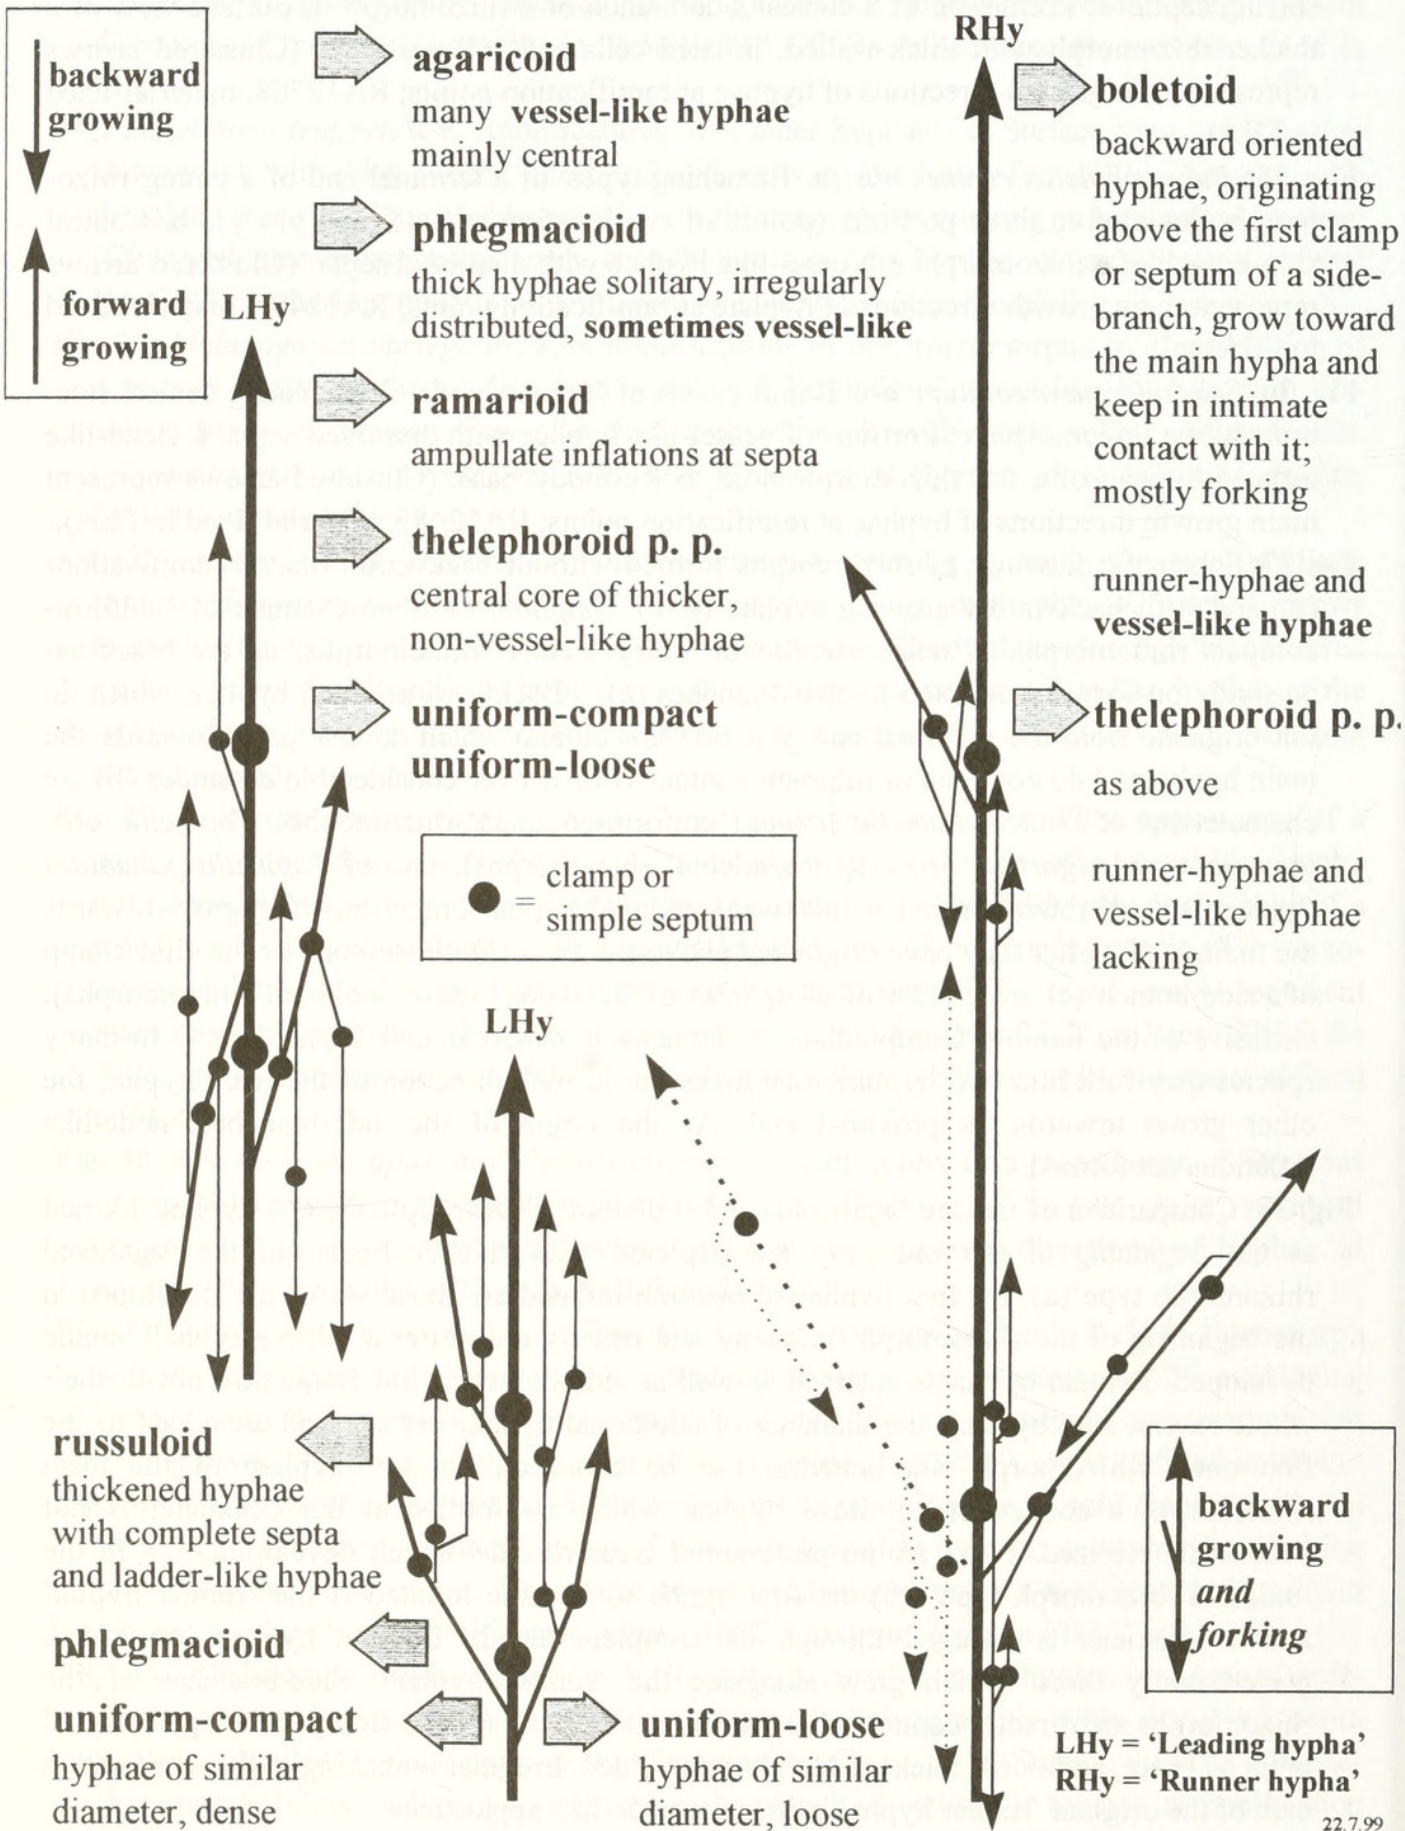 backward
growing
forward
growing
LHy
agaricoid
many vessel-like hyphae
mainly central
phlegmacioid
thick hyphae solitary, irregularly
distributed, sometimes vessel-like
ramarioid
ampullate inflations at septa
thelephoroid p. p.
central core of thicker,
non-vessel-like hyphae
uniform-compact
uniform-loose
= clamp or
simple septum
RHy
boletoid
backward oriented
hyphae, originating
above the first clamp
or septum of a side-
branch, grow toward
the main hypha and
keep in intimate
contact with it;
mostly forking
runner-hyphae and
vessel-like hyphae
thelephoroid p. p.
as above
runner-hyphae and
vessel-like hyphae
lacking
LHy
russuloid
thickened hyphae
with complete septa
and ladder-like hyphae
phlegmacioid
uniform-compact
hyphae of similar
diameter, dense
uniform-loose
hyphae of similar
diameter, loose
backward
growing
and
forking
LHy = ‘Leading hypha’
RHy = ‘Runner hypha’
22.7.99